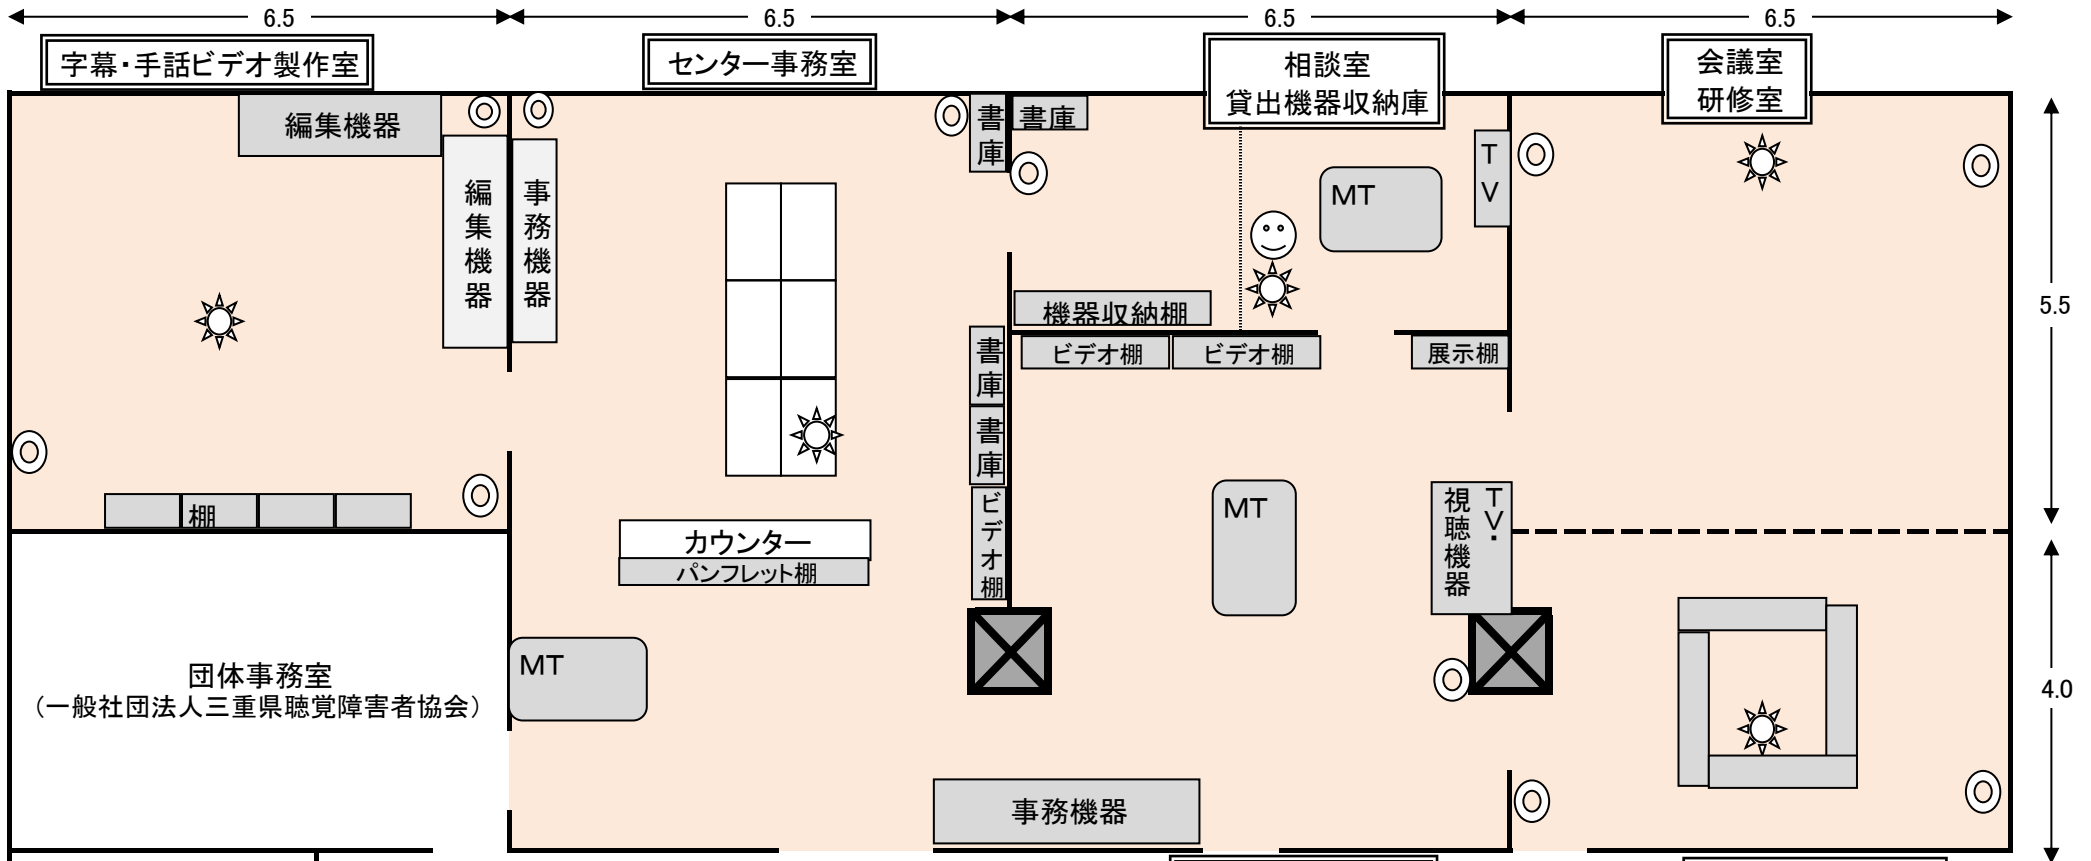 6.5
6.5
6.5
6.5
字幕・手話ビデオ製作室
センター事務室
相談室
貸出機器収納庫
会議室
研修室
編集機器
編集機器
事務機器
書庫
書庫
TV
MT
5.5
機器収納棚
ビデオ棚
ビデオ棚
展示棚
書庫
書庫
ビデオ棚
棚
カウンター
パンフレット棚
MT
TV・
視聴機器
団体事務室
（一般社団法人三重県聴覚障害者協会）
MT
4.0
事務機器